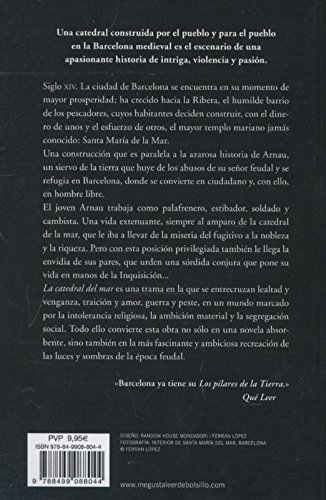 Una catedral construida por el pueblo y para el pueblo
en la Barcelona medieval es el escenario de una
apasionante historia de intriga, violencia y pasión.
Siglo XIV. La ciudad de Barcelona se encuentra en su momento de
mayor prosperidad; ha crecido hacia la Ribera, el humilde barrio
de los pescadores, cuyos habitantes deciden construir, con el dine-
ro de unos y el esfuerzo de otros, el mayor templo mariano jamás
conocido: Santa María de la Mar.
Una construcción que es paralela a la azarosa historia de Arnau,
un siervo de la tierra que huye de los abusos de su señor feudal y se
refugia en Barcelona, donde se convierte en ciudadano y, con ello,
en hombre libre.
El joven Arnau trabaja como palafrenero, estibador, soldado y
cambista. Una vida extenuante, siempre al amparo de la catedral
de la mar, que le iba a llevar de la miseria del fugitivo a la nobleza
y la riqueza. Pero con esta posición privilegiada también le llega la
envidia de sus pares, que urden una sórdida conjura que pone su
vida en manos de la Inquisición...
La catedral del mar es una trama en la que se entrecruzan lealtad y
venganza, traición y amor, guerra y peste, en un mundo marcado
por la intolerancia religiosa, la ambición material y la segregación
social. Todo ello convierte esta obra no sólo en una novela absor-
bente, sino también en la más fascinante y ambiciosa recreación de
las luces y sombras de la época feudal.
«Barcelona ya tiene su Los pilares de la Tierra.»
Qué Leer
PVP 9,95€
ISBN: 978-84-9908-804-4
9 788499 088044
DISEÑO: RANDOM HOUSE MONDADORI / FERRAN LÓPEZ
FOTOGRAFÍA: INTERIOR DE SANTA MARÍA DEL MAR, BARCELONA
© FERRAN LÓPEZ
www.megustaleerdebolsillo.com